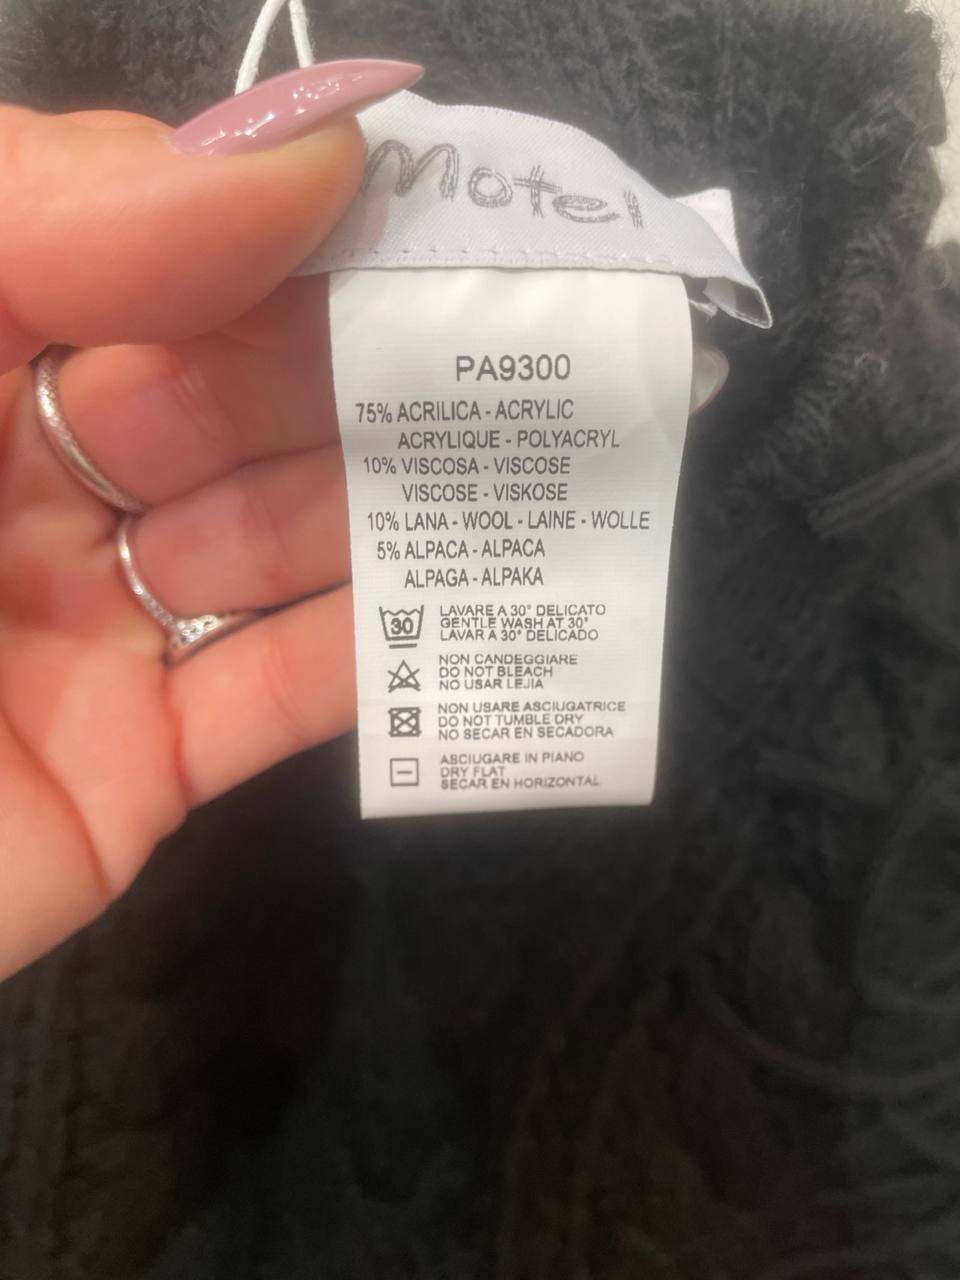 Motel
PA9300
75% ACRILICA - ACRYLIC
ACRYLIQUE - POLYACRYL
10% VISCOSA - VISCOSE
VISCOSE - VISKOSE
10% LANA - WOOL - LAINE - WOLLE
5% ALPACA - ALPACA
ALPAGA - ALPAKA
30
LAVARE A 30° DELICATO
GENTLE WASH AT 30°
LAVAR A 30° DELICADO
NON CANDEGGIARE
DO NOT BLEACH
NO USAR LEJIA
NON USARE ASCIUGATRICE
DO NOT TUMBLE DRY
NO SECAR EN SECADORA
ASCIUGARE IN PIANO
DRY FLAT
SECAR EN HORIZONTAL